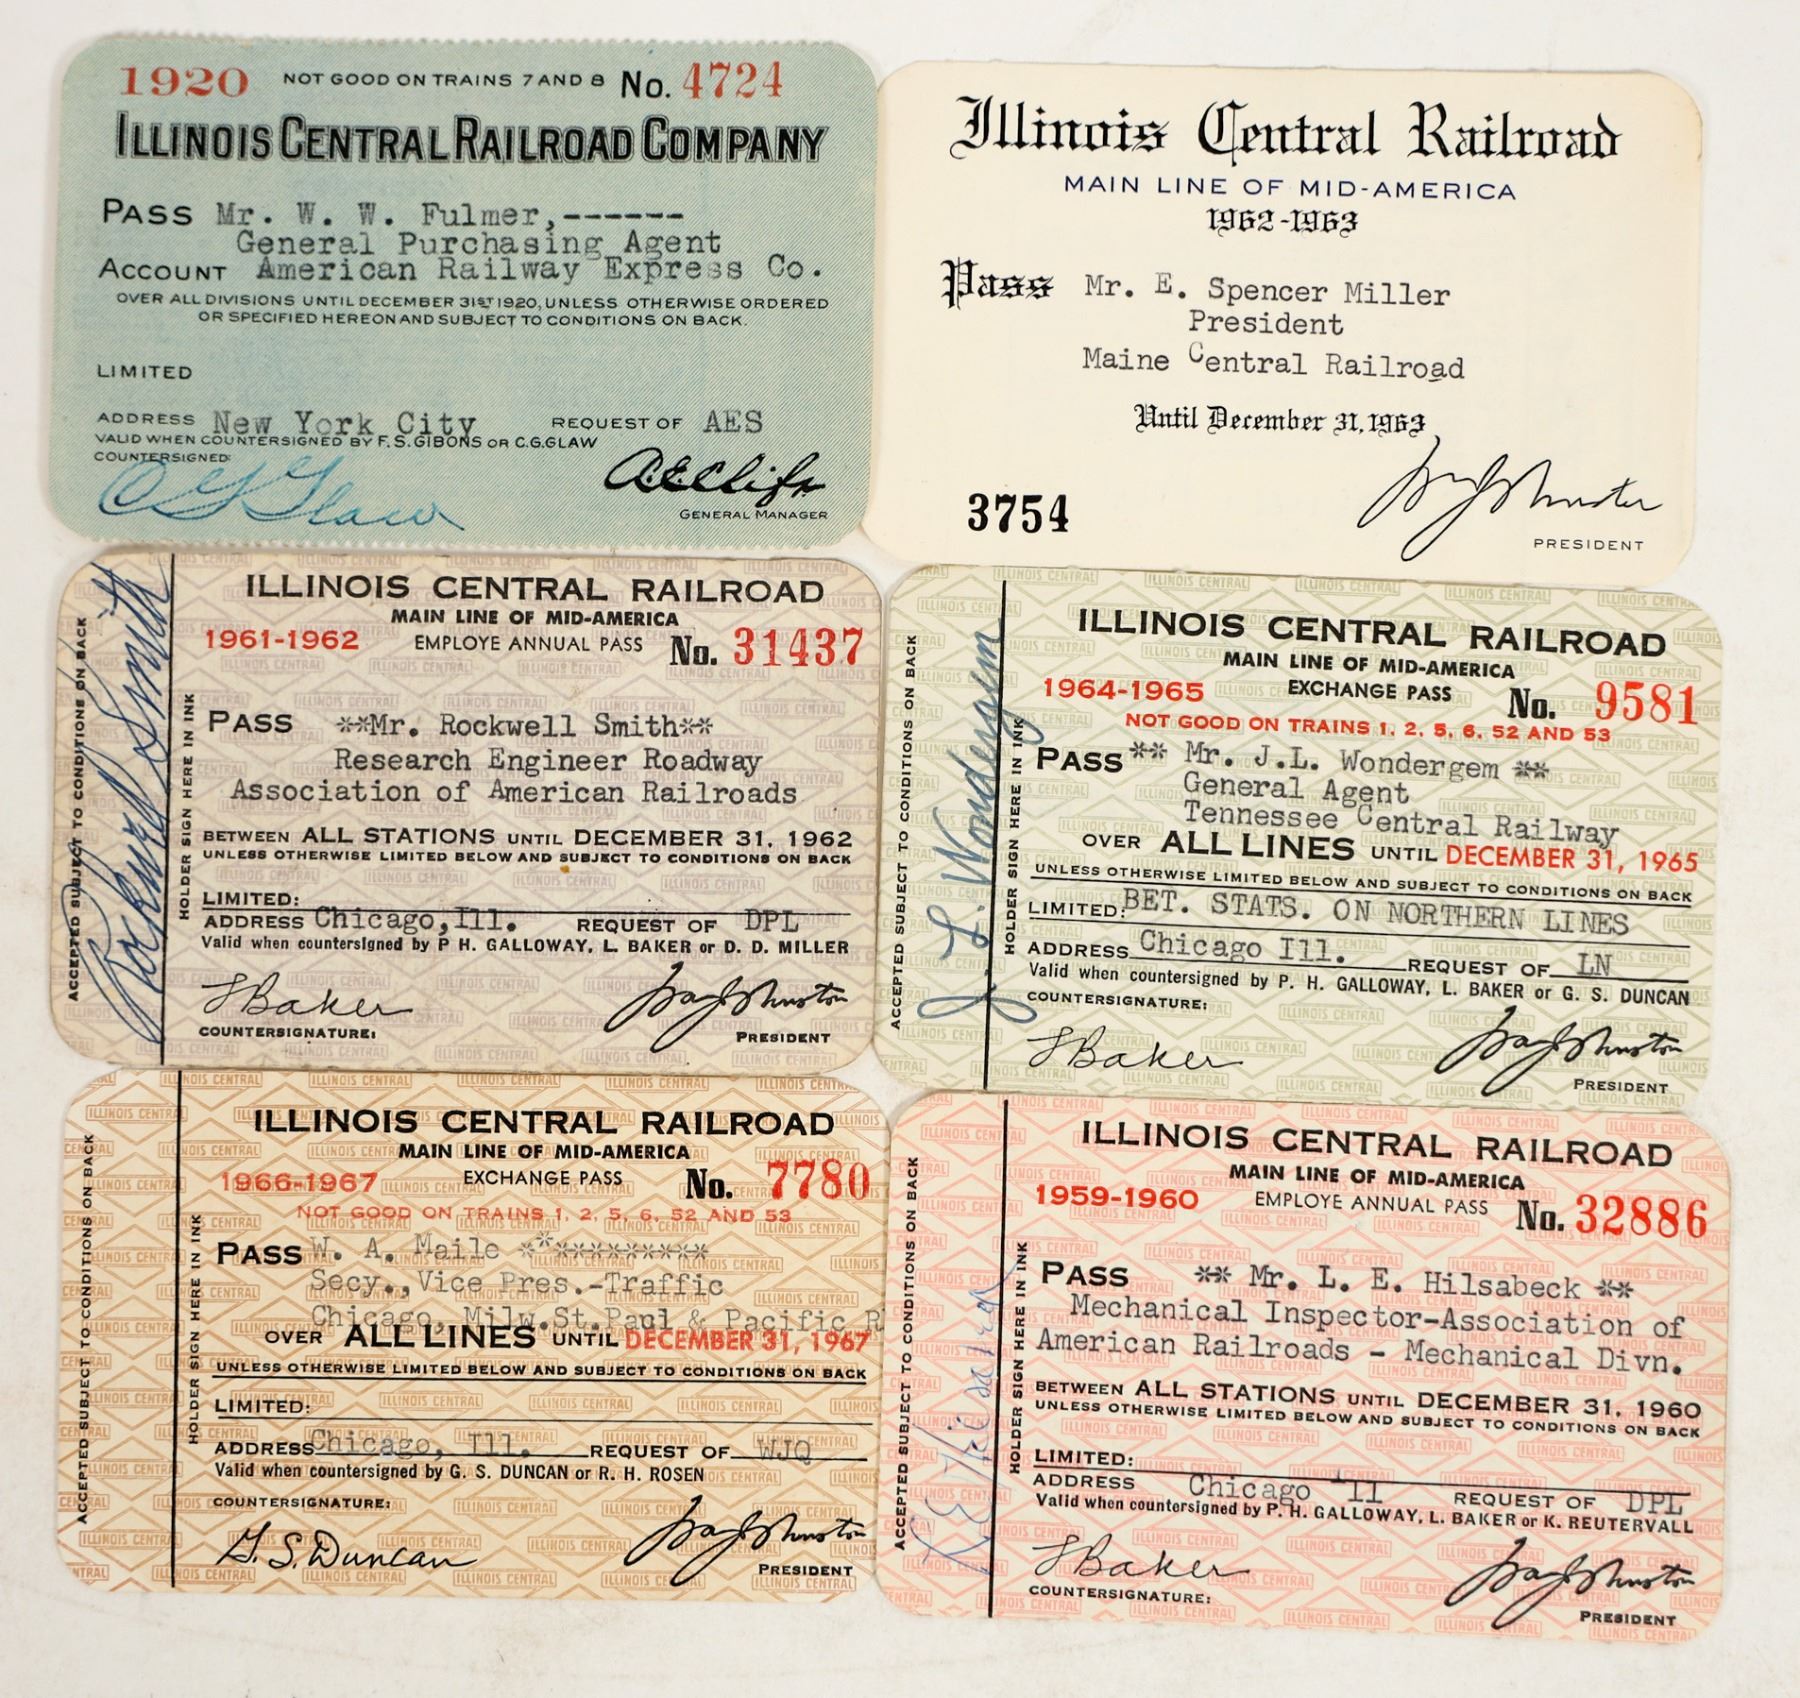 1920 NOT GOOD ON TRAINS 7 AND 8 No. 4724
ILLINOIS CENTRAL RAILROAD COMPANY
PASS Mr. W. W. Fulmer,------
General Purchasing Agent
ACCOUNT American Railway Express Co.
OVER ALL DIVISIONS UNTIL DECEMBER 31ST 1920, UNLESS OTHERWISE ORDERED
OR SPECIFIED HEREON AND SUBJECT TO CONDITIONS ON BACK.
LIMITED
ADDRESS New York City REQUEST OF AES
VALID WHEN COUNTERSIGNED BY F.S. GIBONS OR C.G. GLAW
COUNTERSIGNED:
C G Glaw
A.E. Clift
GENERAL MANAGER
Illinois Central Railroad
MAIN LINE OF MID-AMERICA
1962-1963
Pass Mr. E. Spencer Miller
President
Maine Central Railroad
Until December 31, 1963
3754
PRESIDENT
ILLINOIS CENTRAL RAILROAD
MAIN LINE OF MID-AMERICA
1961-1962 EMPLOYE ANNUAL PASS No. 31437
PASS **Mr. Rockwell Smith**
Research Engineer Roadway
Association of American Railroads
BETWEEN ALL STATIONS UNTIL DECEMBER 31, 1962
UNLESS OTHERWISE LIMITED BELOW AND SUBJECT TO CONDITIONS ON BACK
LIMITED:
ADDRESS Chicago,Ill. REQUEST OF DPL
Valid when countersigned by P H. GALLOWAY, L. BAKER or D. D. MILLER
L Baker
COUNTERSIGNATURE:
PRESIDENT
ACCEPTED SUBJECT TO CONDITIONS ON BACK
Rockwell Smith
HOLDER SIGN HERE IN INK
ILLINOIS CENTRAL RAILROAD
MAIN LINE OF MID-AMERICA
1964-1965 EXCHANGE PASS No. 9581
NOT GOOD ON TRAINS 1, 2, 5, 6, 52 AND 53
PASS ** Mr. J.L. Wondergem **
General Agent
Tennessee Central Railway
OVER ALL LINES UNTIL DECEMBER 31, 1965
UNLESS OTHERWISE LIMITED BELOW AND SUBJECT TO CONDITIONS ON BACK
LIMITED: BET. STATS. ON NORTHERN LINES
ADDRESS Chicago Ill. REQUEST OF LN
Valid when countersigned by P. H. GALLOWAY, L. BAKER or G. S. DUNCAN
COUNTERSIGNATURE:
L Baker
PRESIDENT
ACCEPTED SUBJECT TO CONDITIONS ON BACK
J. L. Wondergem
HOLDER SIGN HERE IN INK
ILLINOIS CENTRAL RAILROAD
MAIN LINE OF MID-AMERICA
1966-1967 EXCHANGE PASS No. 7780
NOT GOOD ON TRAINS 1, 2, 5, 6, 52 AND 53
PASS W. A. Maile ************
Secy., Vice Pres.-Traffic
Chicago, Milw.St.Paul & Pacific R
OVER ALL LINES UNTIL DECEMBER 31, 1967
UNLESS OTHERWISE LIMITED BELOW AND SUBJECT TO CONDITIONS ON BACK
LIMITED:
ADDRESS Chicago, Ill. REQUEST OF WJQ
Valid when countersigned by G. S. DUNCAN or R. H. ROSEN
COUNTERSIGNATURE:
G. S. Duncan
PRESIDENT
ACCEPTED SUBJECT TO CONDITIONS ON BACK
HOLDER SIGN HERE IN INK
ILLINOIS CENTRAL RAILROAD
MAIN LINE OF MID-AMERICA
1959-1960 EMPLOYE ANNUAL PASS No. 32886
PASS ** Mr. L. E. Hilsabeck **
Mechanical Inspector-Association of
American Railroads - Mechanical Divn.
BETWEEN ALL STATIONS UNTIL DECEMBER 31, 1960
UNLESS OTHERWISE LIMITED BELOW AND SUBJECT TO CONDITIONS ON BACK
LIMITED:
ADDRESS Chicago Il REQUEST OF DPL
Valid when countersigned by P. H. GALLOWAY, L. BAKER or K. REUTERVALL
L Baker
COUNTERSIGNATURE:
PRESIDENT
ACCEPTED SUBJECT TO CONDITIONS ON BACK
HOLDER SIGN HERE IN INK